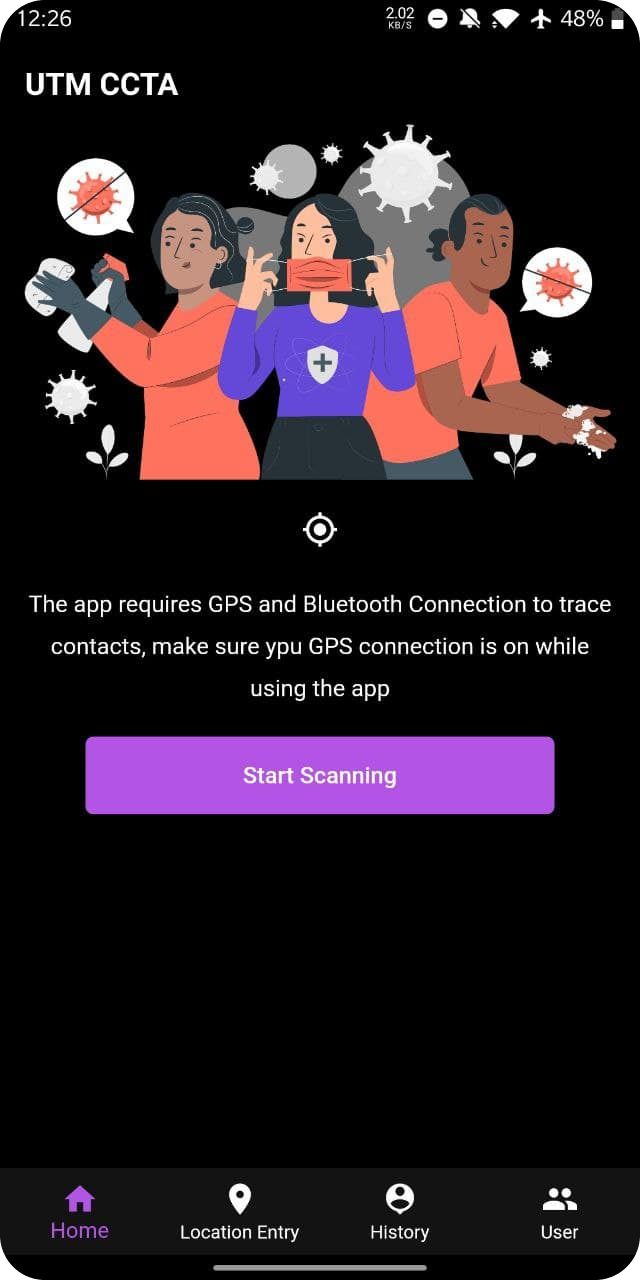 12:26
2.02
KB/S
48%
UTM CCTA
The app requires GPS and Bluetooth Connection to trace
contacts, make sure ypu GPS connection is on while
using the app
Start Scanning
Home
Location Entry
History
User